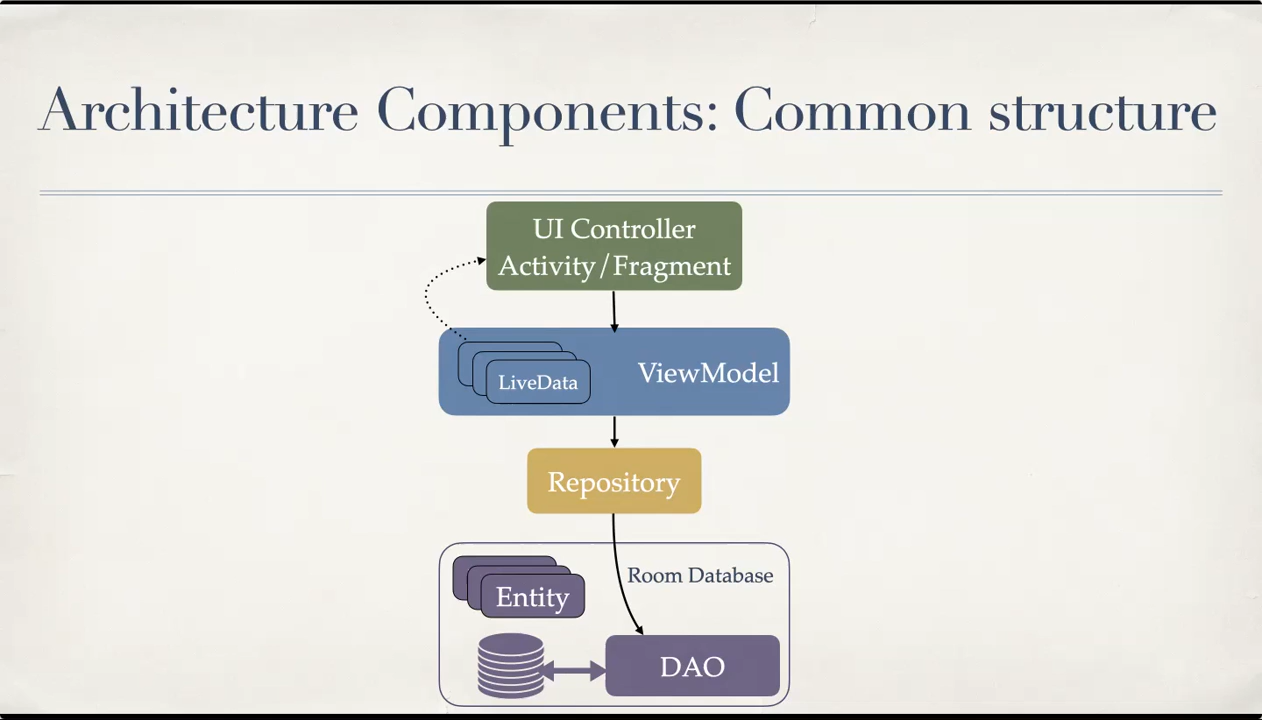 Architecture Components: Common structure
UI Controller
Activity/Fragment
LiveData
ViewModel
Repository
Room Database
Entity
DAO